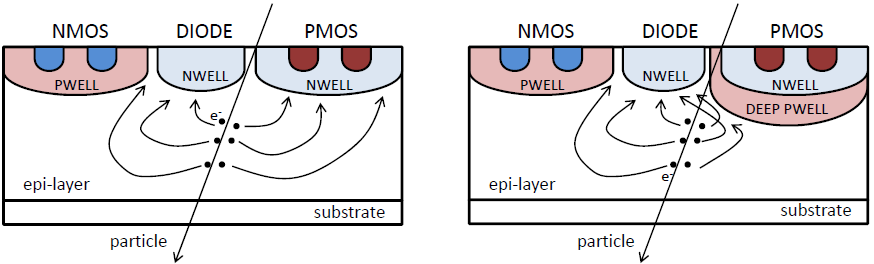 NMOS DIODE PMOS
PWELL NWELL NWELL
e-
epi-layer
substrate
particle
NMOS DIODE PMOS
PWELL NWELL NWELL
DEEP PWELL
e-
epi-layer
substrate
particle